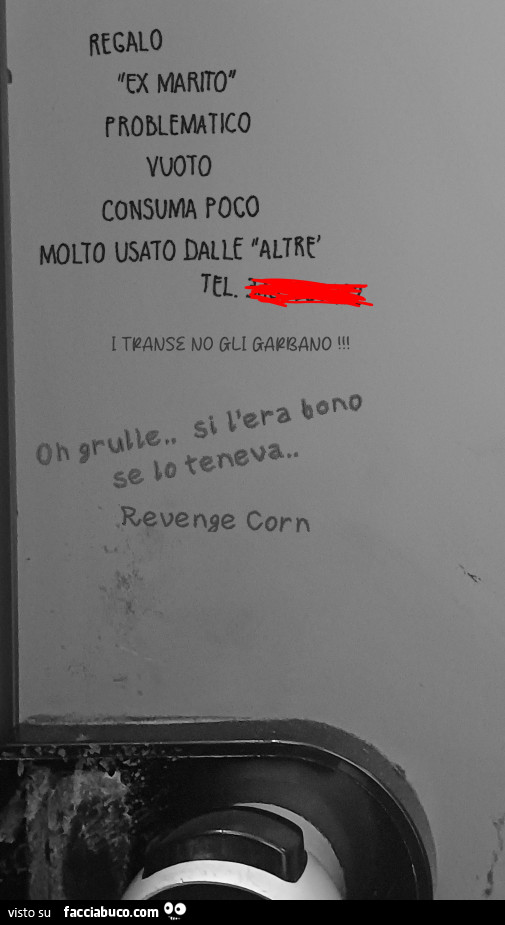 REGALO
"EX MARITO"
PROBLEMATICO
VUOTO
CONSUMA POCO
MOLTO USATO DALLE "ALTRE'
TEL.
I TRANSE NO GLI GARBANO !!!
Oh grulle.. si l'era bono
se lo teneva..
Revenge Corn
visto su facciabuco.com